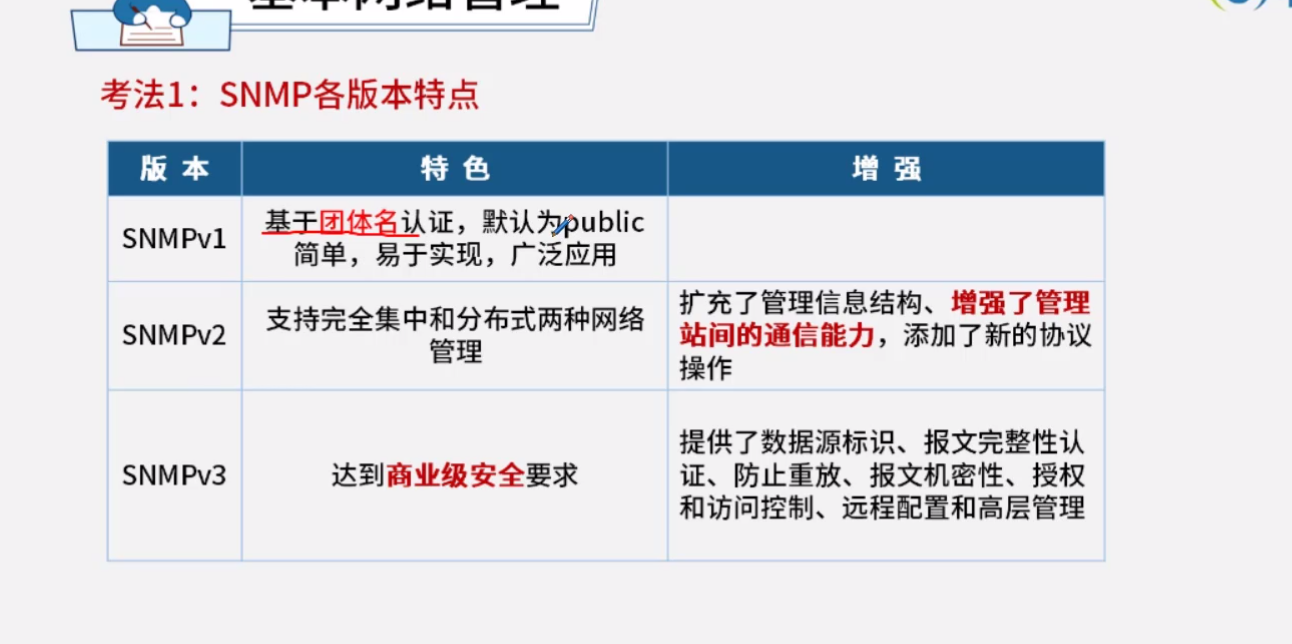 考法1：SNMP各版本特点
版 本 特 色 增 强
SNMPv1
基于团体名认证，默认为public
简单，易于实现，广泛应用
SNMPv2
支持完全集中和分布式两种网络
管理
扩充了管理信息结构、增强了管理
站间的通信能力，添加了新的协议
操作
SNMPv3
达到商业级安全要求
提供了数据源标识、报文完整性认
证、防止重放、报文机密性、授权
和访问控制、远程配置和高层管理